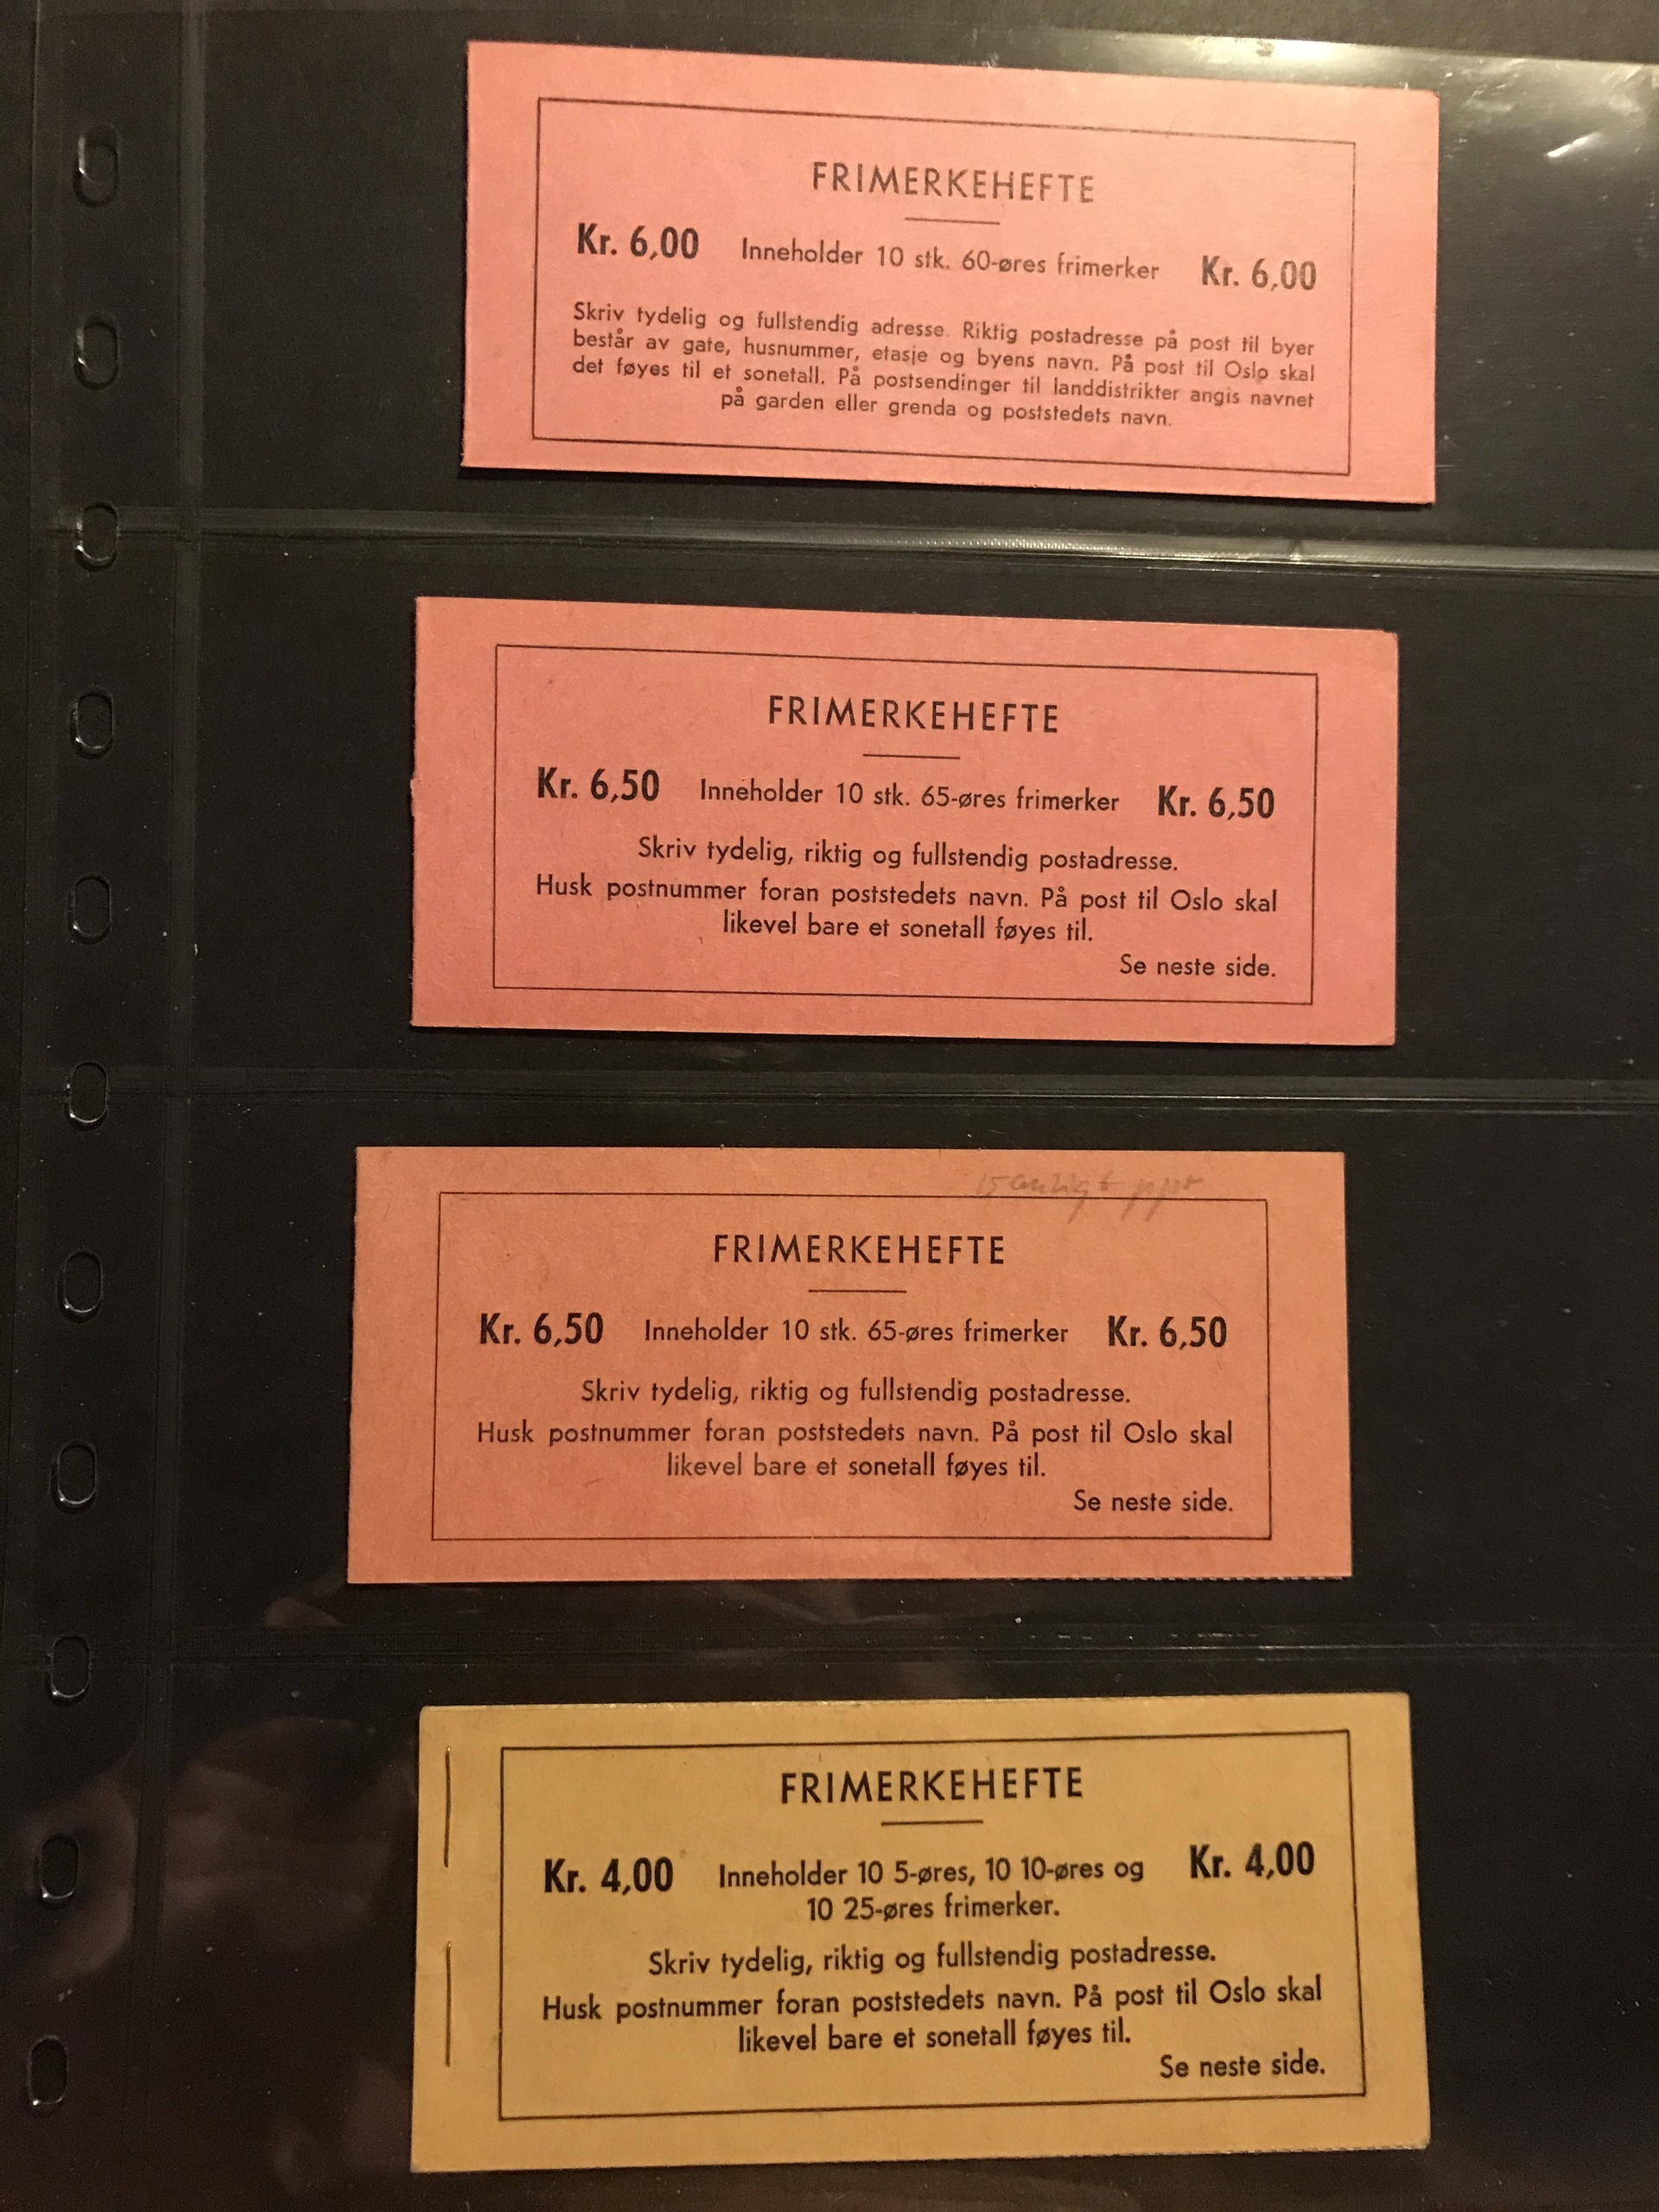 FRIMERKEHEFTE
Kr. 6,00 Inneholder 10 stk. 60-øres frimerker Kr. 6,00
Skriv tydelig og fullstendig adresse. Riktig postadresse på post til byer
består av gate, husnummer, etasje og byens navn. På post til Oslo skal
det føyes til et sonetall. På postsendinger til landdistrikter angis navnet
på garden eller grenda og poststedets navn.
FRIMERKEHEFTE
Kr. 6,50 Inneholder 10 stk. 65-øres frimerker Kr. 6,50
Skriv tydelig, riktig og fullstendig postadresse.
Husk postnummer foran poststedets navn. På post til Oslo skal
likevel bare et sonetall føyes til.
Se neste side.
FRIMERKEHEFTE
Kr. 6,50 Inneholder 10 stk. 65-øres frimerker Kr. 6,50
Skriv tydelig, riktig og fullstendig postadresse.
Husk postnummer foran poststedets navn. På post til Oslo skal
likevel bare et sonetall føyes til.
Se neste side.
FRIMERKEHEFTE
Kr. 4,00 Inneholder 10 5-øres, 10 10-øres og Kr. 4,00
10 25-øres frimerker.
Skriv tydelig, riktig og fullstendig postadresse.
Husk postnummer foran poststedets navn. På post til Oslo skal
likevel bare et sonetall føyes til.
Se neste side.